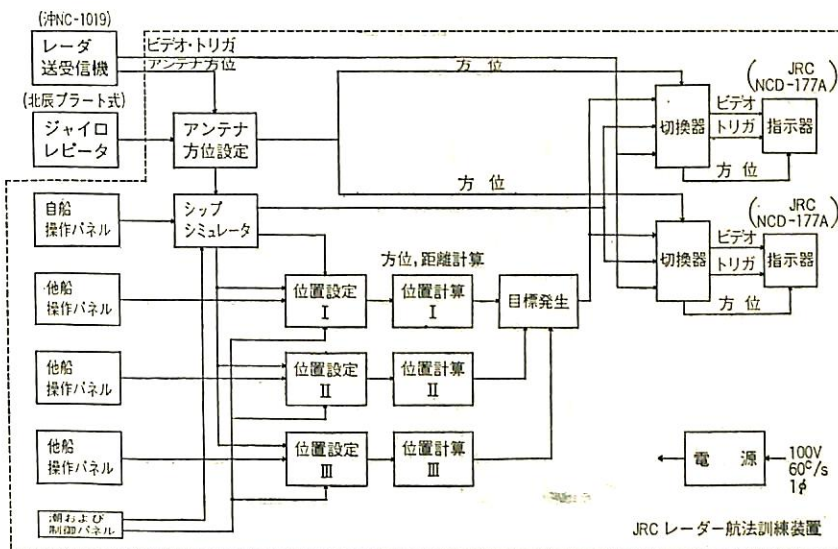 (沖NC-1019)
レーダ
送受信機
ビデオ・トリガ
アンテナ方位
(北辰プラート式)
ジャイロ
レピータ
アンテナ
方位設定
方 位
切換器
ビデオ
トリガ
方 位
(JRC
NCD-177A)
指示器
自船
操作パネル
シップ
シミュレータ
方 位
切換器
ビデオ
トリガ
方 位
(JRC
NCD-177A)
指示器
他船
操作パネル
位置設定
I
方位,距離計算
位置計算
I
目標発生
他船
操作パネル
位置設定
II
位置計算
II
他船
操作パネル
位置設定
III
位置計算
III
電 源
100V
60c/s
1ϕ
潮および
制御パネル
JRC レーダー航法訓練装置